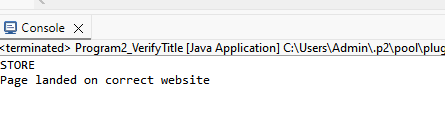 Console
<terminated> Program2_VerifyTitle [Java Application] C:\Users\Admin\.p2\pool\plug
STORE
Page landed on correct website